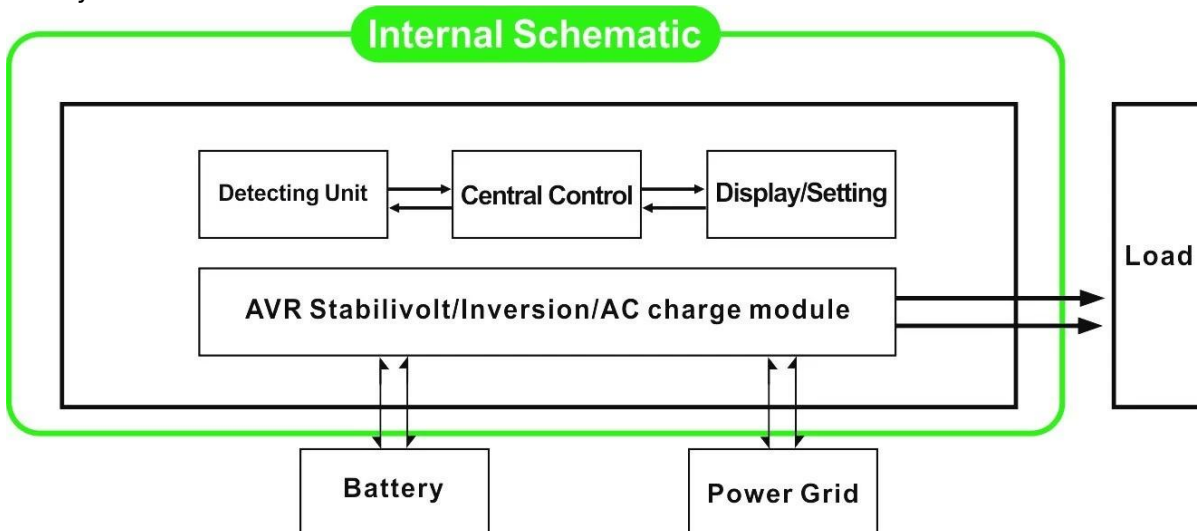 Internal Schematic
Detecting Unit
Central Control
Display/Setting
AVR Stabilivolt/Inversion/AC charge module
Load
Battery
Power Grid